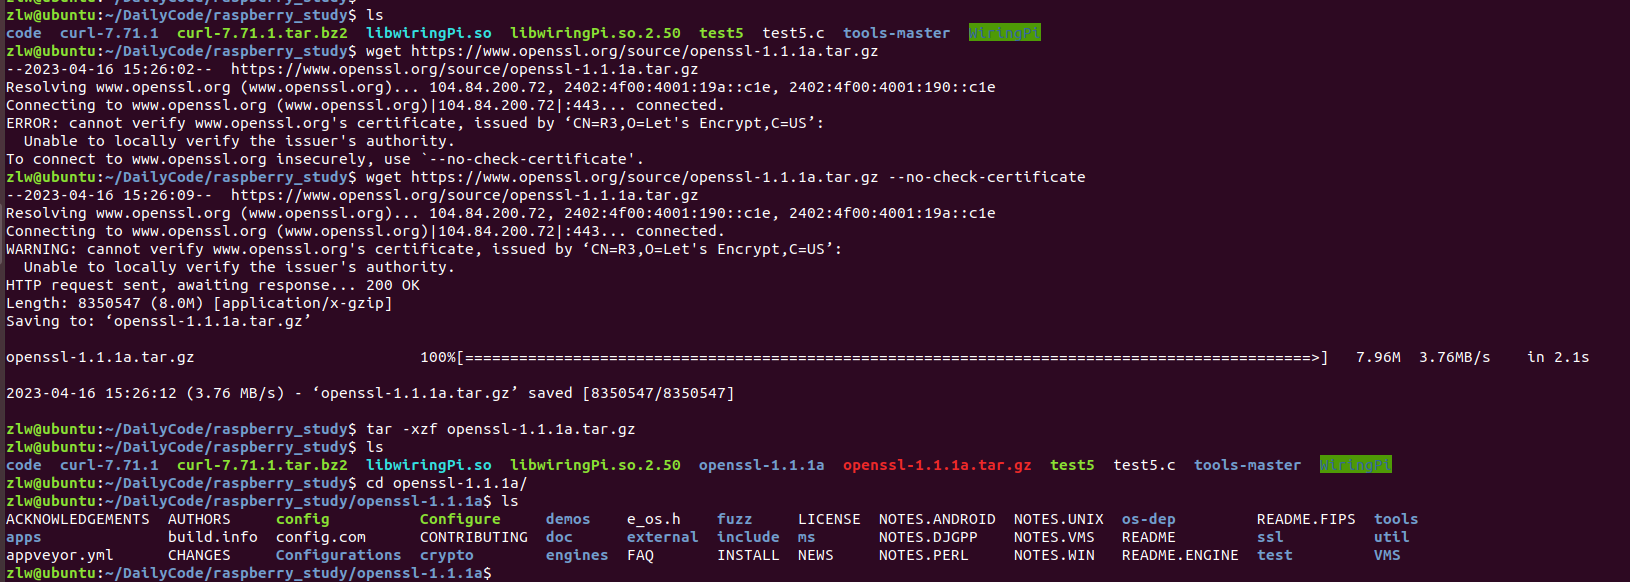 zlw@ubuntu:~/DailyCode/raspberry_study$ ls
code  curl-7.71.1  curl-7.71.1.tar.bz2  libwiringPi.so  libwiringPi.so.2.50  test5  test5.c  tools-master  WiringPi
zlw@ubuntu:~/DailyCode/raspberry_study$ wget https://www.openssl.org/source/openssl-1.1.1a.tar.gz
--2023-04-16 15:26:02--  https://www.openssl.org/source/openssl-1.1.1a.tar.gz
Resolving www.openssl.org (www.openssl.org)... 104.84.200.72, 2402:4f00:4001:19a::c1e, 2402:4f00:4001:190::c1e
Connecting to www.openssl.org (www.openssl.org)|104.84.200.72|:443... connected.
ERROR: cannot verify www.openssl.org's certificate, issued by ‘CN=R3,O=Let's Encrypt,C=US’:
  Unable to locally verify the issuer's authority.
To connect to www.openssl.org insecurely, use `--no-check-certificate'.
zlw@ubuntu:~/DailyCode/raspberry_study$ wget https://www.openssl.org/source/openssl-1.1.1a.tar.gz --no-check-certificate
--2023-04-16 15:26:09--  https://www.openssl.org/source/openssl-1.1.1a.tar.gz
Resolving www.openssl.org (www.openssl.org)... 104.84.200.72, 2402:4f00:4001:190::c1e, 2402:4f00:4001:19a::c1e
Connecting to www.openssl.org (www.openssl.org)|104.84.200.72|:443... connected.
WARNING: cannot verify www.openssl.org's certificate, issued by ‘CN=R3,O=Let's Encrypt,C=US’:
  Unable to locally verify the issuer's authority.
HTTP request sent, awaiting response... 200 OK
Length: 8350547 (8.0M) [application/x-gzip]
Saving to: ‘openssl-1.1.1a.tar.gz’
openssl-1.1.1a.tar.gz                         100%[==============================================================================================>]   7.96M  3.76MB/s    in 2.1s
2023-04-16 15:26:12 (3.76 MB/s) - ‘openssl-1.1.1a.tar.gz’ saved [8350547/8350547]
zlw@ubuntu:~/DailyCode/raspberry_study$ tar -xzf openssl-1.1.1a.tar.gz
zlw@ubuntu:~/DailyCode/raspberry_study$ ls
code  curl-7.71.1  curl-7.71.1.tar.bz2  libwiringPi.so  libwiringPi.so.2.50  openssl-1.1.1a  openssl-1.1.1a.tar.gz  test5  test5.c  tools-master  WiringPi
zlw@ubuntu:~/DailyCode/raspberry_study$ cd openssl-1.1.1a/
zlw@ubuntu:~/DailyCode/raspberry_study/openssl-1.1.1a$ ls
ACKNOWLEDGEMENTS  AUTHORS     config          Configure     demos    e_os.h    fuzz     LICENSE  NOTES.ANDROID  NOTES.UNIX  os-dep         README.FIPS  tools
apps              build.info  config.com      CONTRIBUTING  doc      external  include  ms       NOTES.DJGPP    NOTES.VMS   README         ssl          util
appveyor.yml      CHANGES     Configurations  crypto        engines  FAQ       INSTALL  NEWS     NOTES.PERL     NOTES.WIN   README.ENGINE  test         VMS
zlw@ubuntu:~/DailyCode/raspberry_study/openssl-1.1.1a$